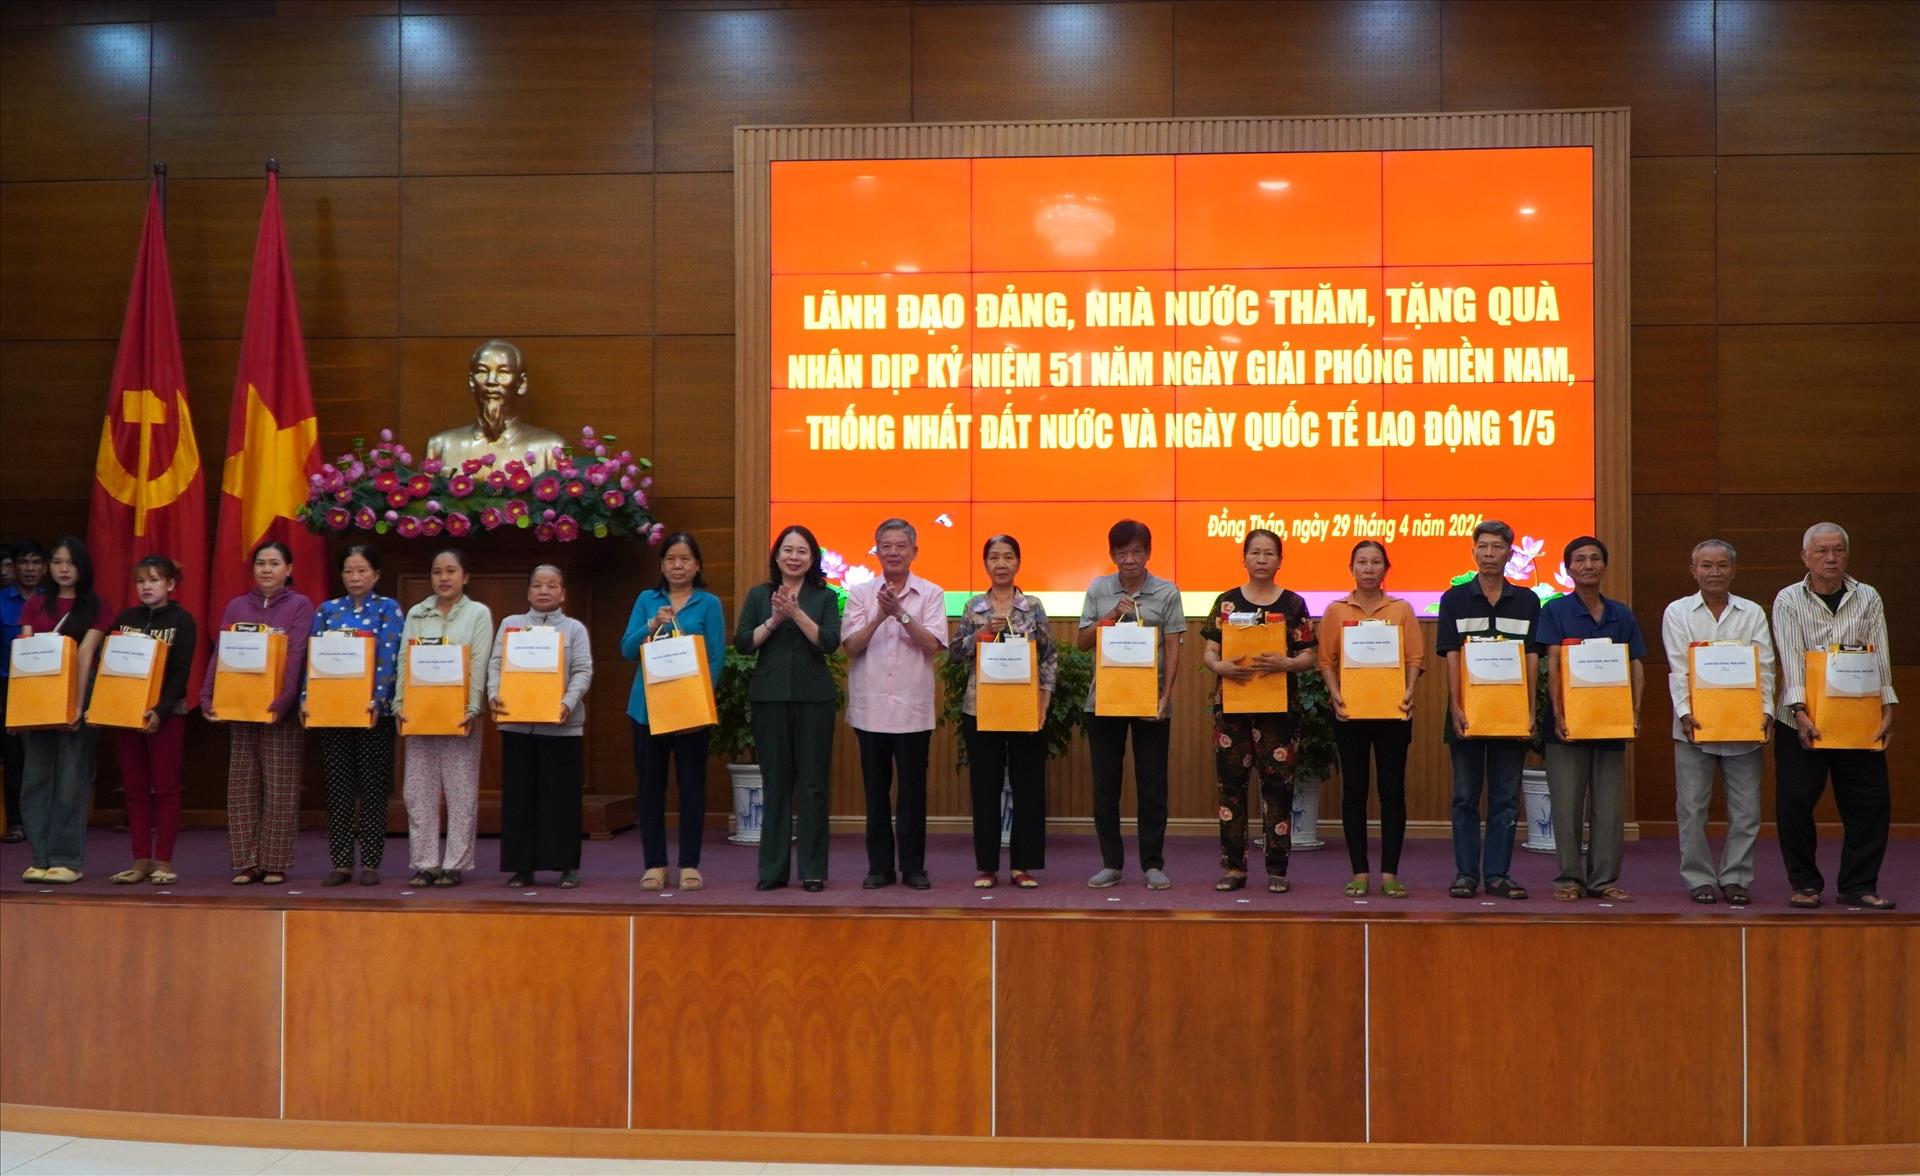 LÃNH ĐẠO ĐẢNG, NHÀ NƯỚC THĂM, TẶNG QUÀ
NHÂN DỊP KỶ NIỆM 51 NĂM NGÀY GIẢI PHÓNG MIỀN NAM,
THỐNG NHẤT ĐẤT NƯỚC VÀ NGÀY QUỐC TẾ LAO ĐỘNG 1/5
Đồng Tháp, ngày 29 tháng 4 năm 2026